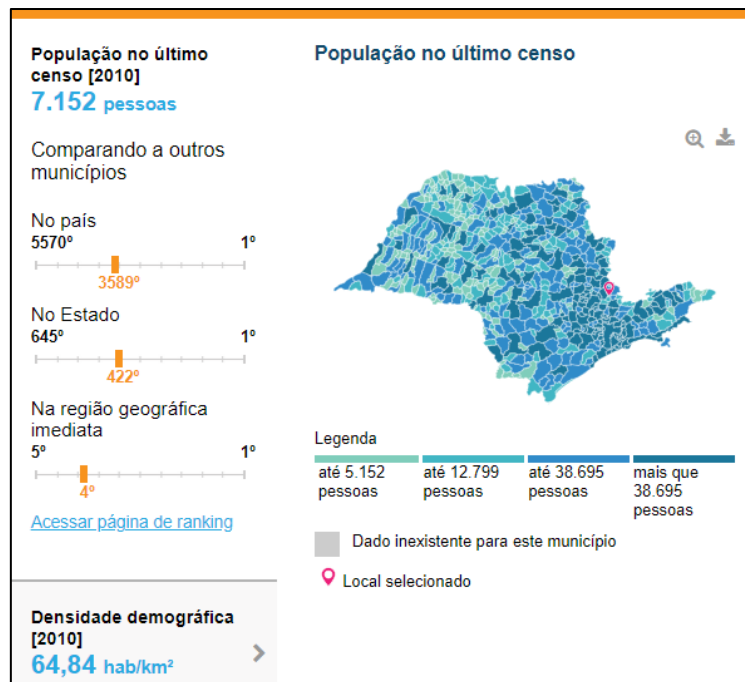 População no último
censo [2010]
7.152 pessoas
Comparando a outros
municípios
No país
5570º 1º
3589º
No Estado
645º 1º
422º
Na região geográfica
imediata
5º 1º
4º
Acessar página de ranking
Densidade demográfica
[2010]
64,84 hab/km²
População no último censo
Legenda
até 5.152
pessoas
até 12.799
pessoas
até 38.695
pessoas
mais que
38.695
pessoas
Dado inexistente para este município
Local selecionado